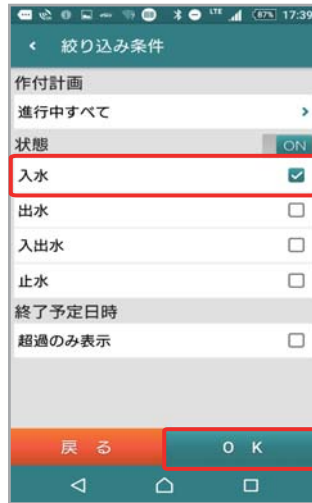 LTE 87% 17:39
絞り込み条件
作付計画
進行中すべて
状態 ON
入水
出水
入出水
止水
終了予定日時
超過のみ表示
戻る OK